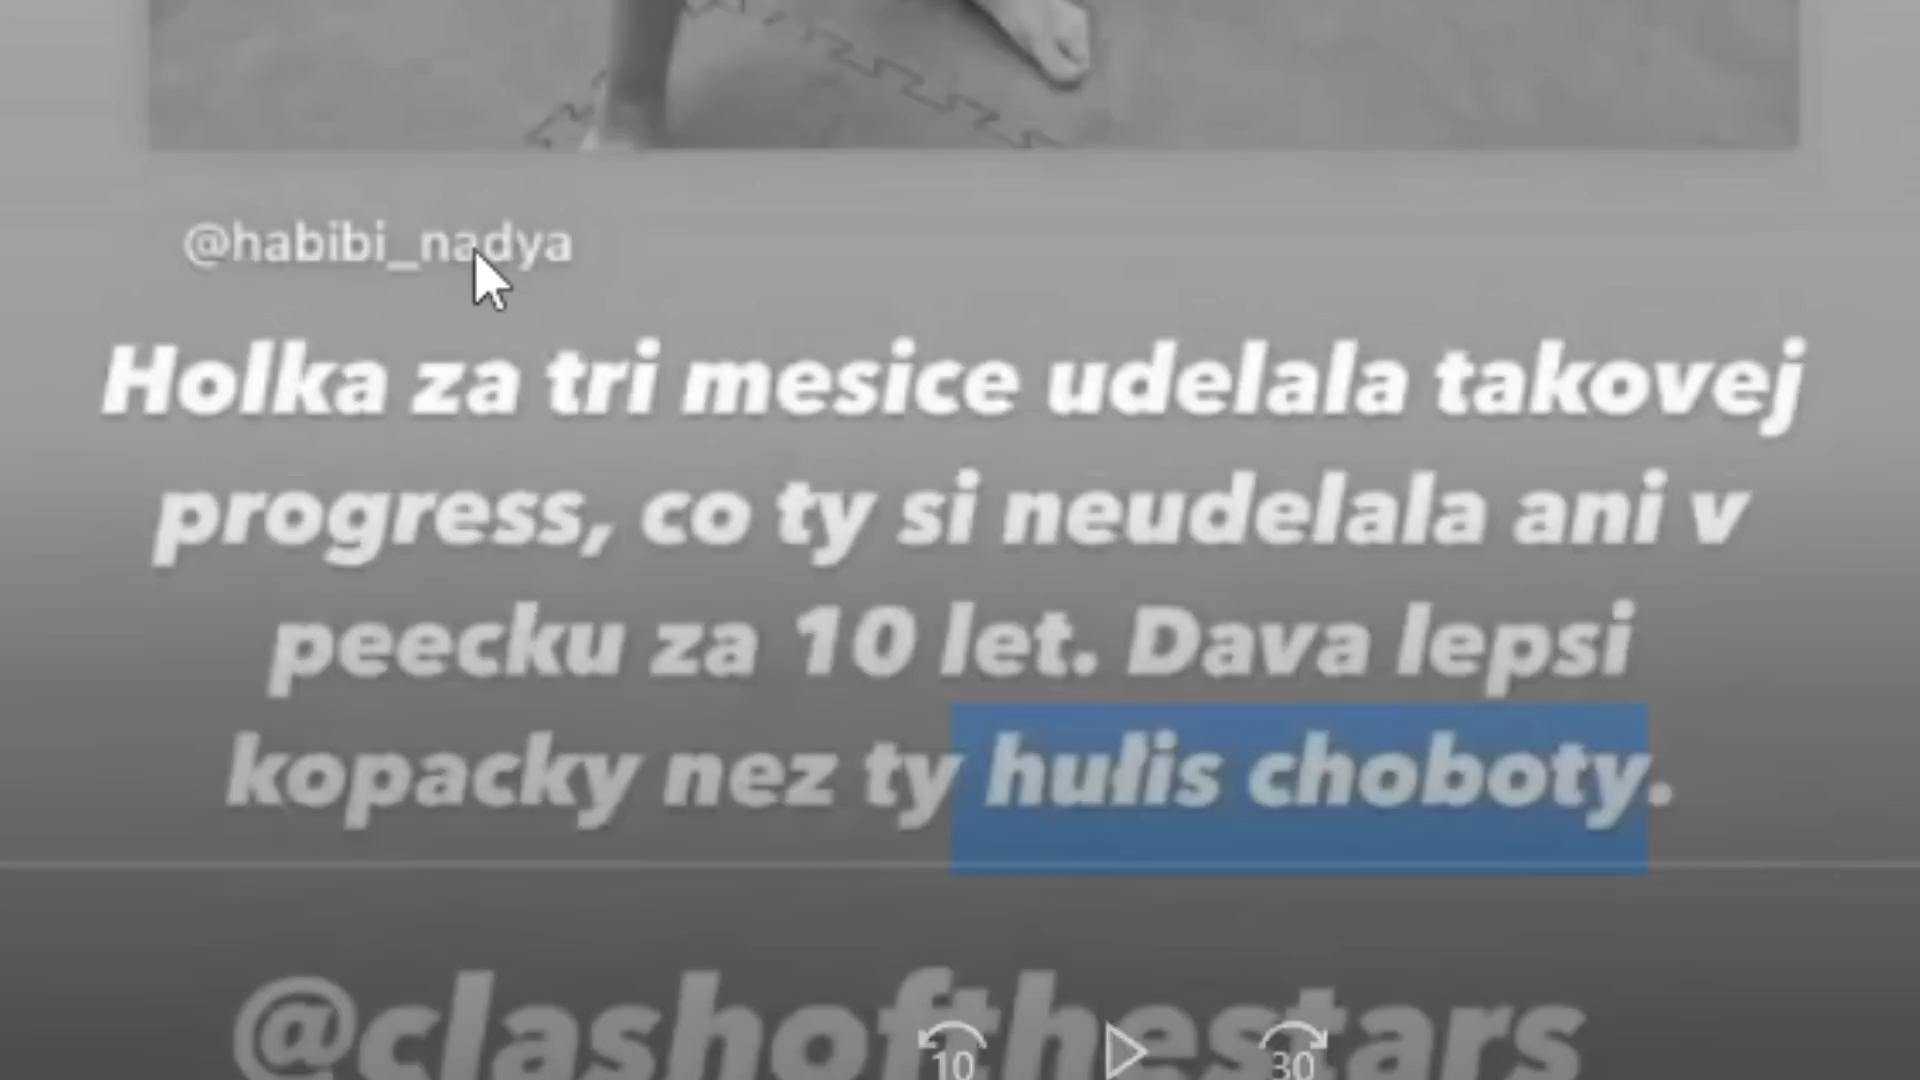 @habibi_nadya
Holka za tri mesice udelala takovej
progress, co ty si neudelala ani v
peecku za 10 let. Dava lepsi
kopacky nez ty hulis choboty.
@clashofthestars
10 30